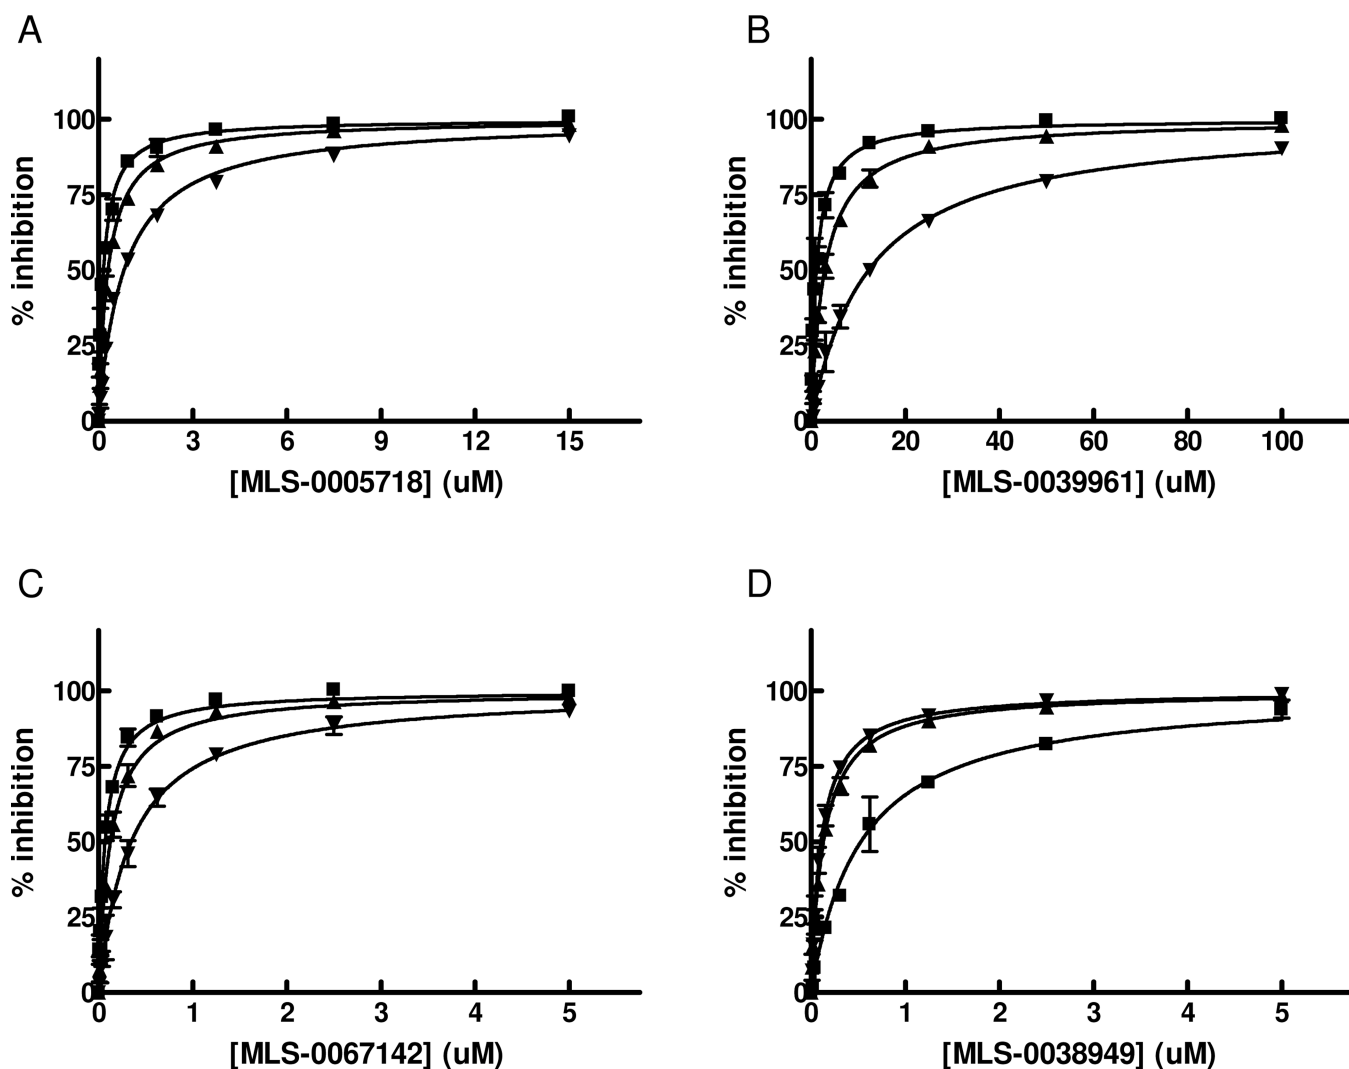 A
% inhibition
100
75
50
25
0
0 3 6 9 12 15
[MLS-0005718] (uM)
B
% inhibition
100
75
50
25
0
0 20 40 60 80 100
[MLS-0039961] (uM)
C
% inhibition
100
75
50
25
0
0 1 2 3 4 5
[MLS-0067142] (uM)
D
% inhibition
100
75
50
25
0
0 1 2 3 4 5
[MLS-0038949] (uM)